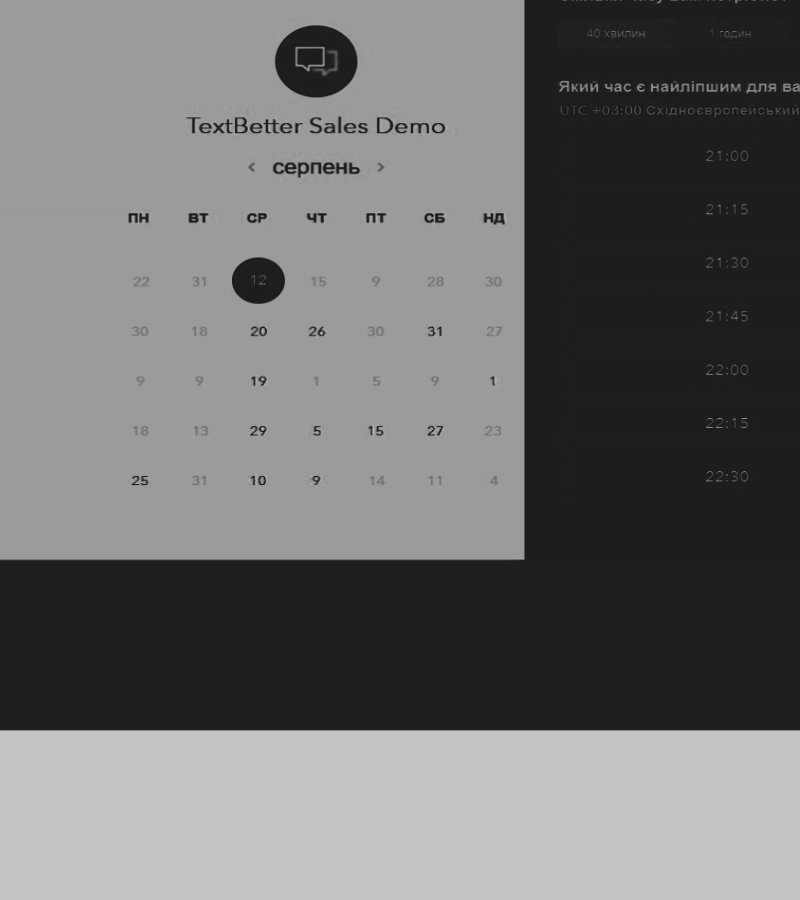 TextBetter Sales Demo
‹ серпень ›
ПН ВТ СР ЧТ ПТ СБ НД
22 31 12 15 9 28 30
30 18 20 26 30 31 27
9 9 19 1 5 9 1
18 13 29 5 15 27 23
25 31 10 9 14 11 4
40 хвилин 1 годин
Який час є найліпшим для ва
UTC +03:00 Східноєвропейський
21:00
21:15
21:30
21:45
22:00
22:15
22:30